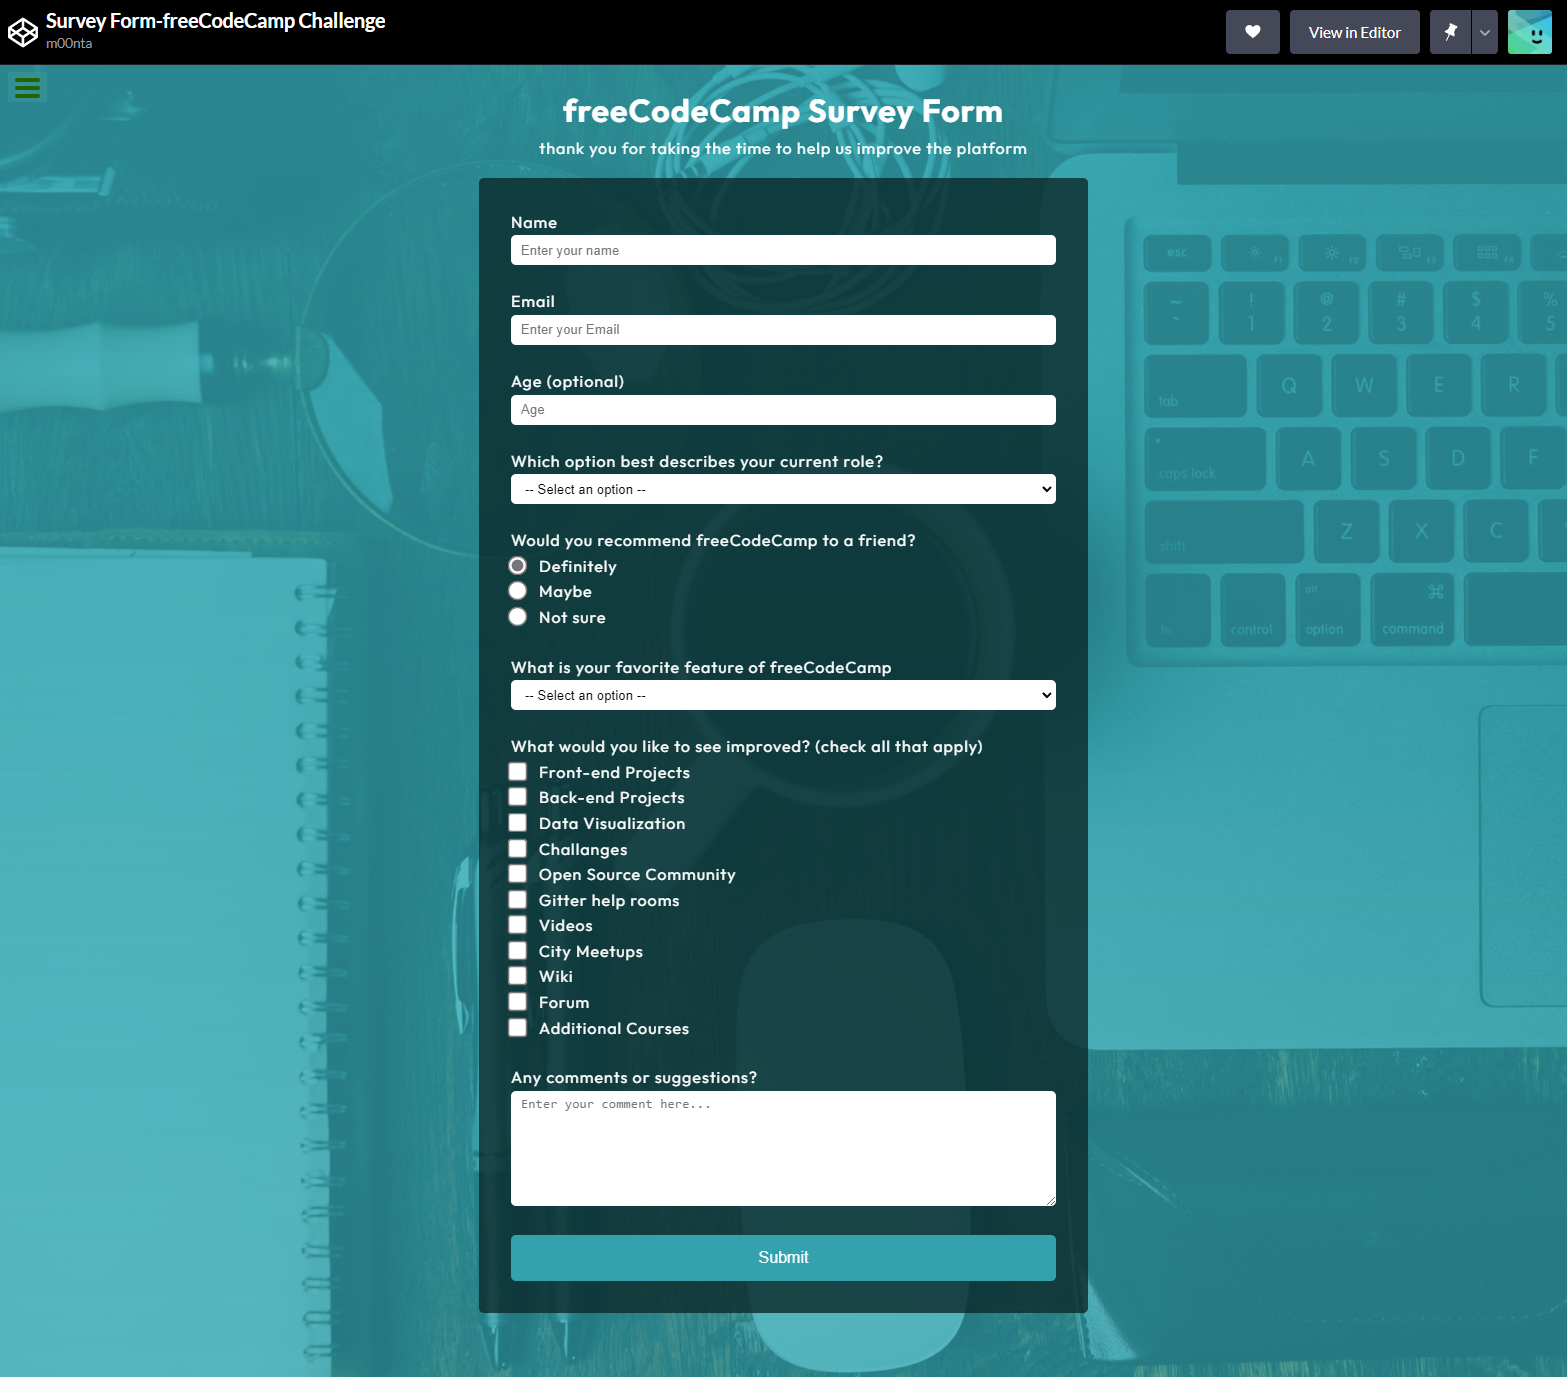 Survey Form-freeCodeCamp Challenge
m00nta
View in Editor
freeCodeCamp Survey Form
thank you for taking the time to help us improve the platform
Name
Enter your name
Email
Enter your Email
Age (optional)
Age
Which option best describes your current role?
-- Select an option --
Would you recommend freeCodeCamp to a friend?
Definitely
Maybe
Not sure
What is your favorite feature of freeCodeCamp
-- Select an option --
What would you like to see improved? (check all that apply)
Front-end Projects
Back-end Projects
Data Visualization
Challanges
Open Source Community
Gitter help rooms
Videos
City Meetups
Wiki
Forum
Additional Courses
Any comments or suggestions?
Enter your comment here...
Submit
esc F1 F2 F3 F4
~ ! @ # $ %
` 1 2 3 4 5
tab Q W E R
caps lock A S D F
shift Z X C
fn control alt option ⌘ command